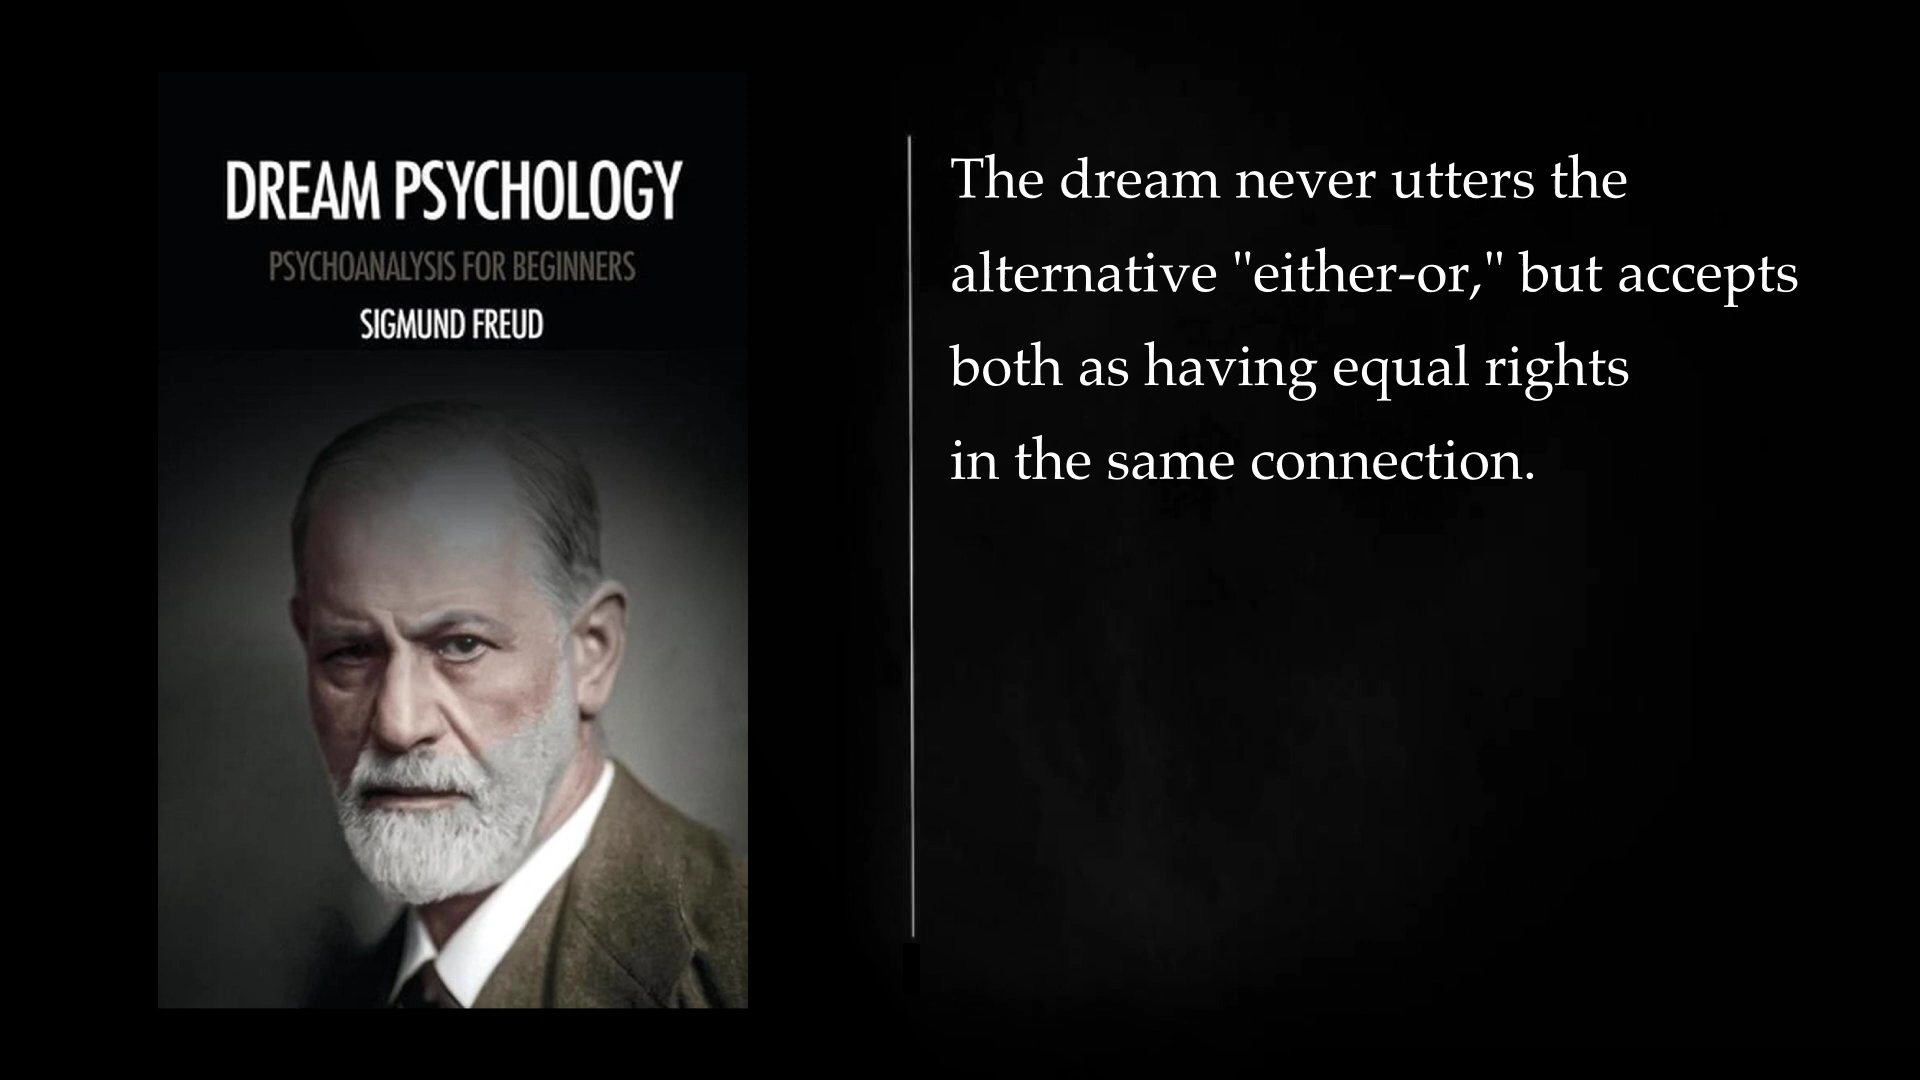 DREAM PSYCHOLOGY
PSYCHOANALYSIS FOR BEGINNERS
SIGMUND FREUD
The dream never utters the
alternative "either-or," but accepts
both as having equal rights
in the same connection.